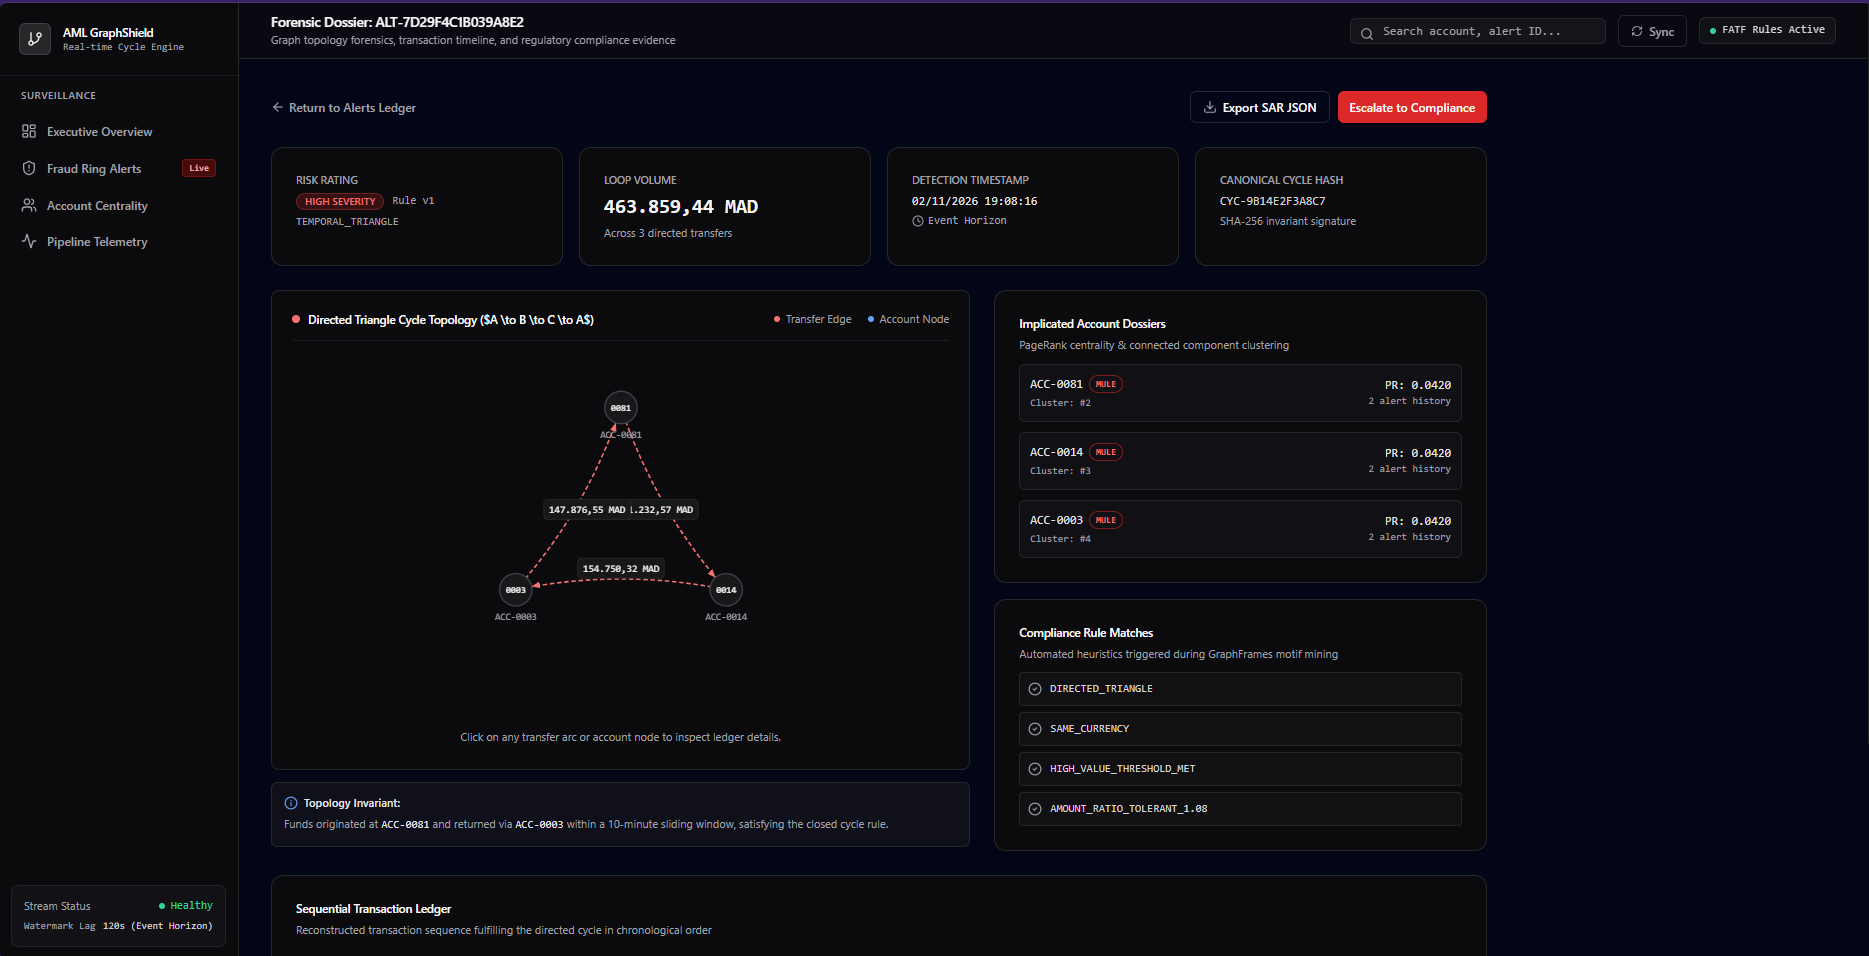 AML GraphShield
Real-time Cycle Engine
SURVEILLANCE
Executive Overview
Fraud Ring Alerts
Live
Account Centrality
Pipeline Telemetry
Stream Status
Healthy
Watermark Lag 120s (Event Horizon)
Forensic Dossier: ALT-7D29F4C1B039A8E2
Graph topology forensics, transaction timeline, and regulatory compliance evidence
Search account, alert ID...
Sync
FATF Rules Active
← Return to Alerts Ledger
Export SAR JSON
Escalate to Compliance
RISK RATING
HIGH SEVERITY Rule v1
TEMPORAL_TRIANGLE
LOOP VOLUME
463.859,44 MAD
Across 3 directed transfers
DETECTION TIMESTAMP
02/11/2026 19:08:16
Event Horizon
CANONICAL CYCLE HASH
CYC-9B14E2F3A8C7
SHA-256 invariant signature
Directed Triangle Cycle Topology ($A \to B \to C \to A$)
Transfer Edge
Account Node
0081
ACC-0081
147.876,55 MAD
1.232,57 MAD
154.750,32 MAD
0003
ACC-0003
0014
ACC-0014
Click on any transfer arc or account node to inspect ledger details.
Topology Invariant:
Funds originated at ACC-0081 and returned via ACC-0003 within a 10-minute sliding window, satisfying the closed cycle rule.
Implicated Account Dossiers
PageRank centrality & connected component clustering
ACC-0081 MULE
PR: 0.0420
Cluster: #2
2 alert history
ACC-0014 MULE
PR: 0.0420
Cluster: #3
2 alert history
ACC-0003 MULE
PR: 0.0420
Cluster: #4
2 alert history
Compliance Rule Matches
Automated heuristics triggered during GraphFrames motif mining
DIRECTED_TRIANGLE
SAME_CURRENCY
HIGH_VALUE_THRESHOLD_MET
AMOUNT_RATIO_TOLERANT_1.08
Sequential Transaction Ledger
Reconstructed transaction sequence fulfilling the directed cycle in chronological order